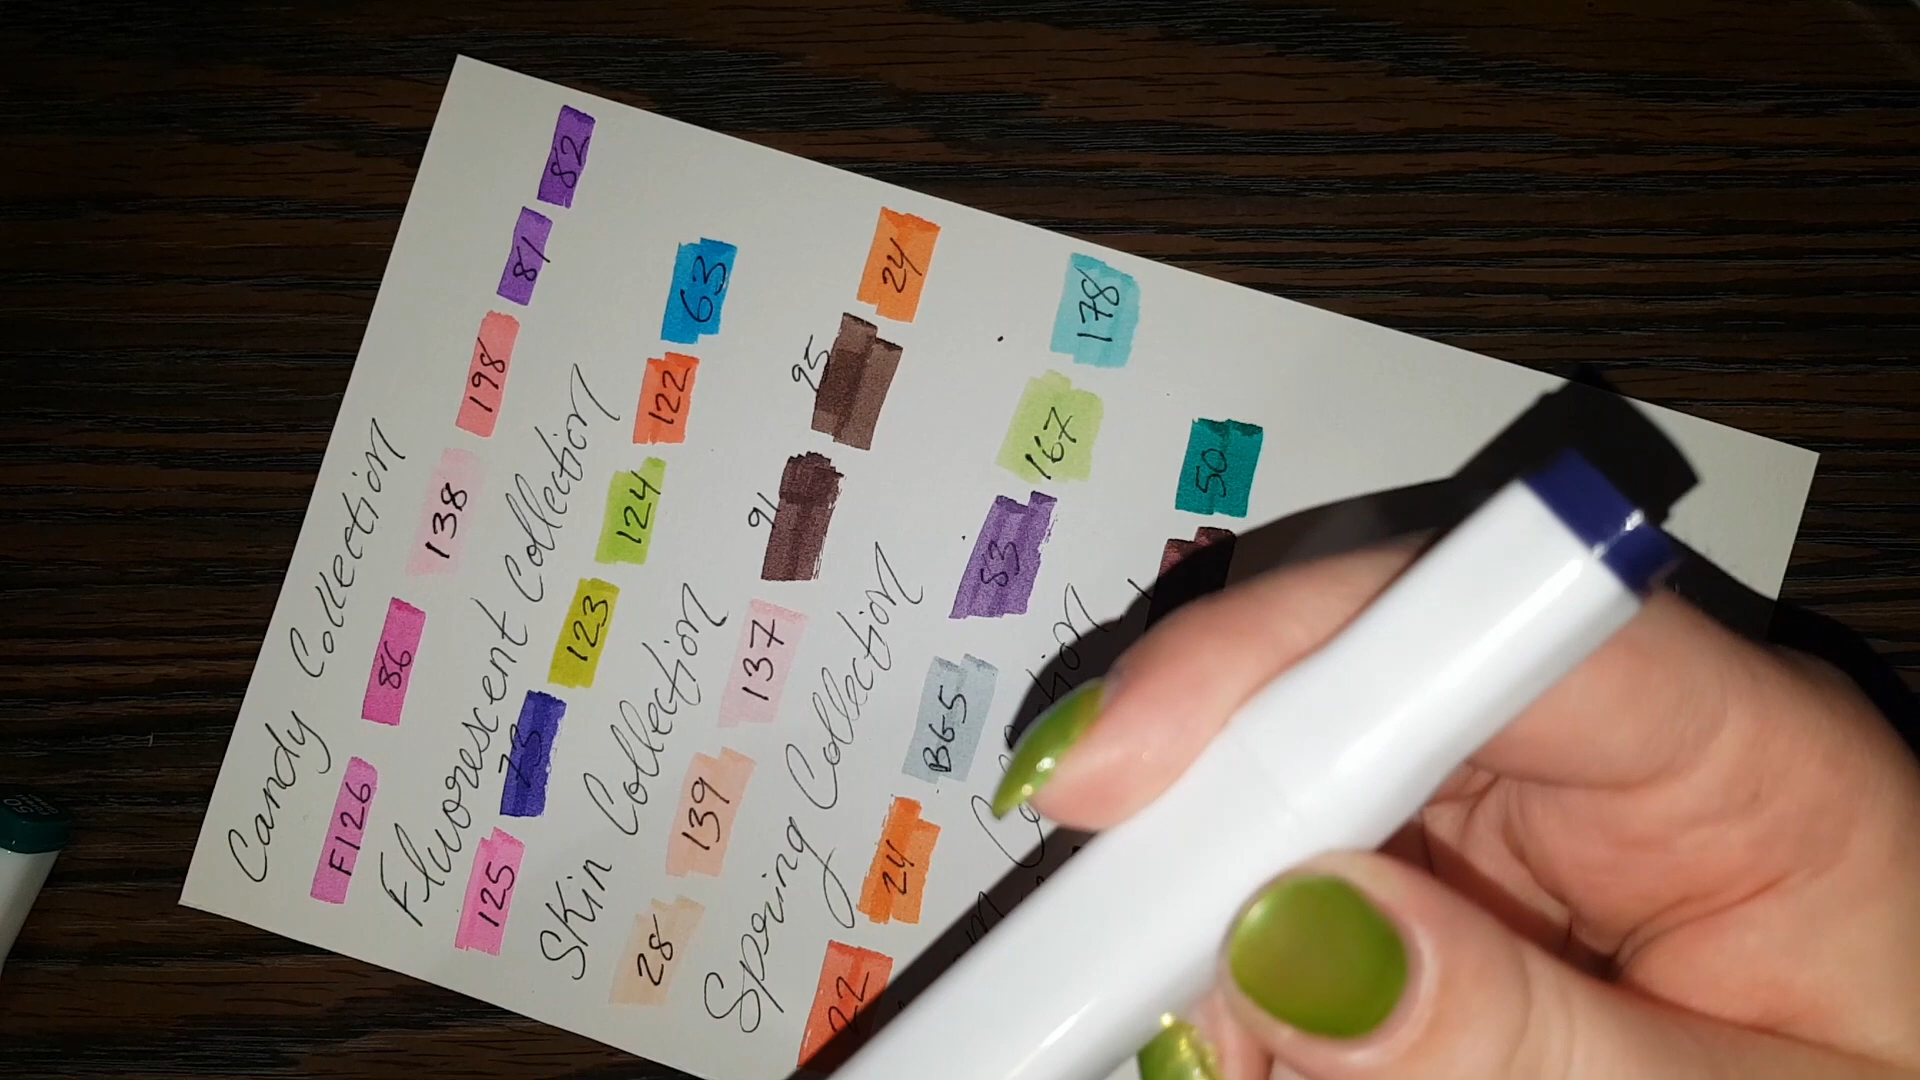 Candy Collection
F126 86 138 198 81 82
Fluorescent Collection
125 73 123 124 122 63
Skin Collection
28 139 137 91 95 24
Spring Collection
22 24 BG5 83 167 178
50